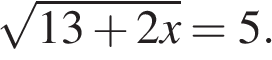 √13 + 2x = 5.